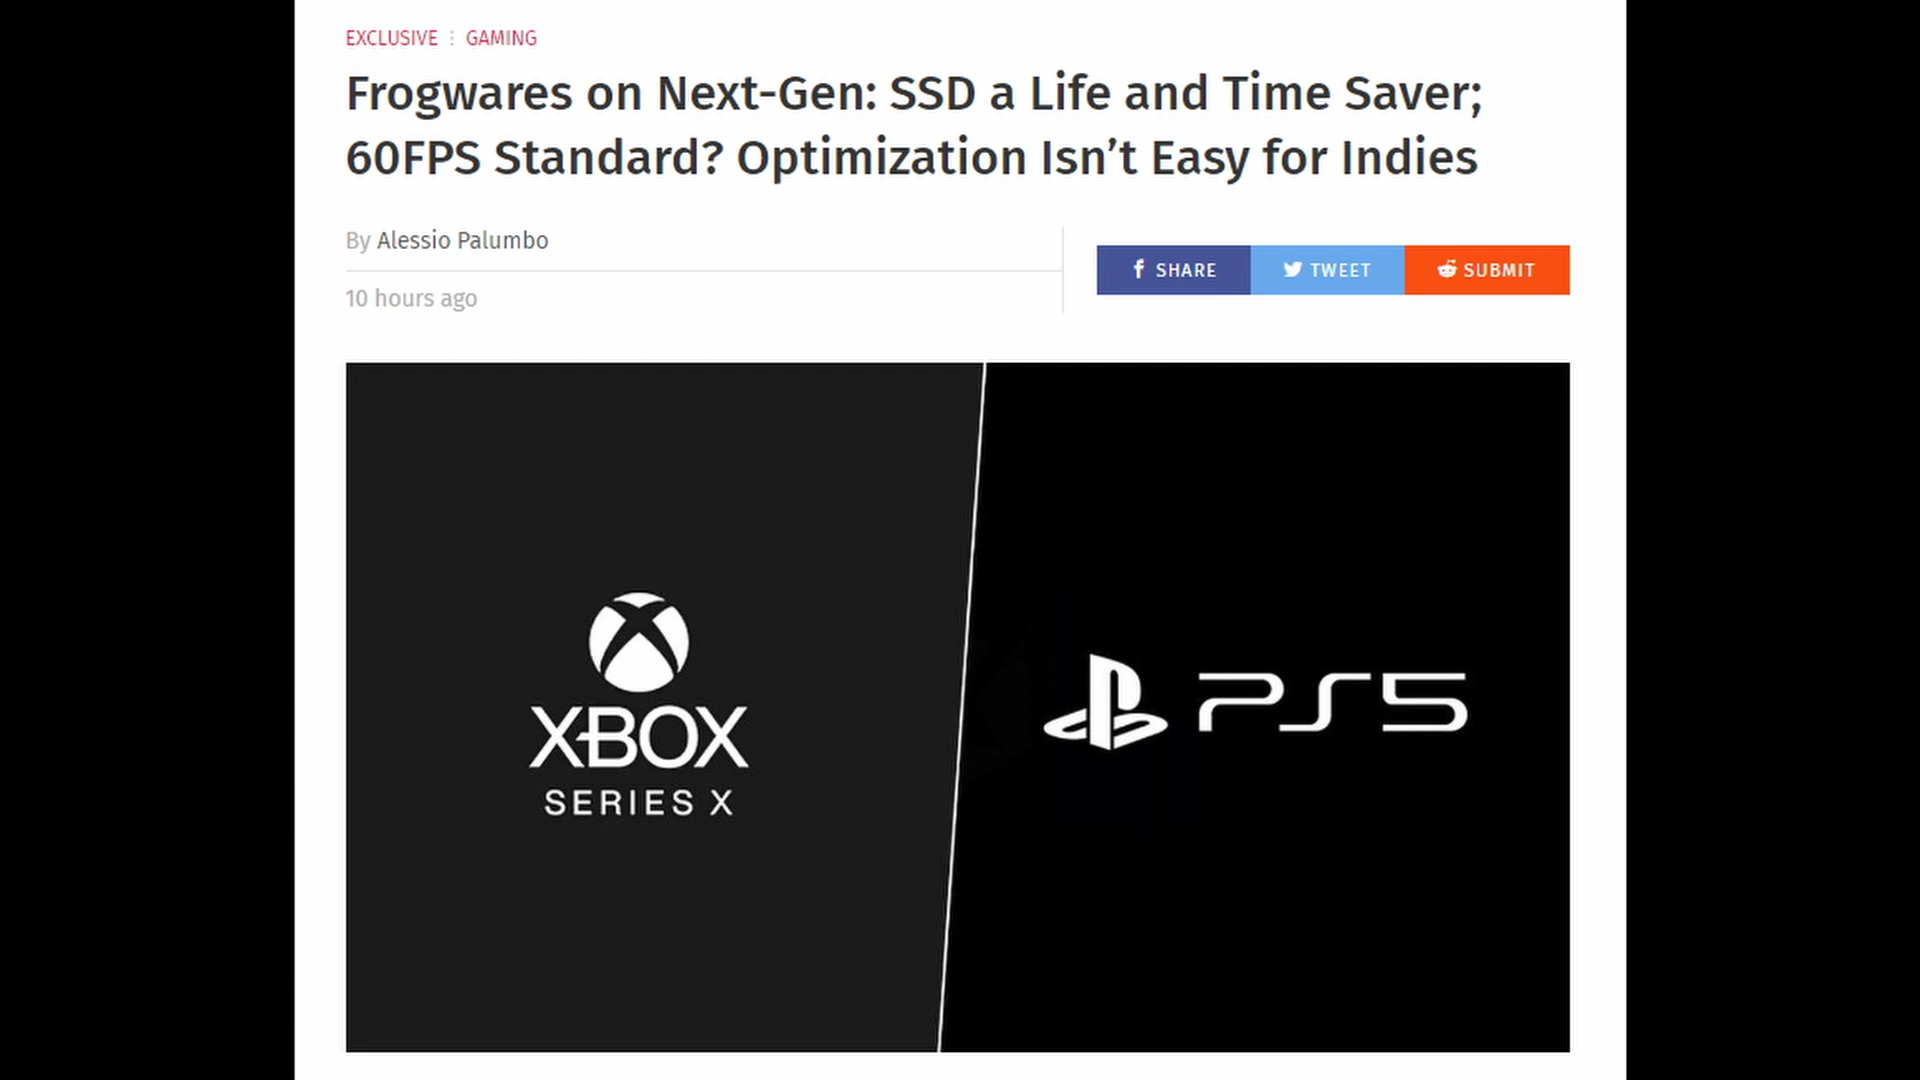 EXCLUSIVE ⋮ GAMING
Frogwares on Next-Gen: SSD a Life and Time Saver;
60FPS Standard? Optimization Isn’t Easy for Indies
By Alessio Palumbo
10 hours ago
SHARE
TWEET
SUBMIT
XBOX
SERIES X
PS5